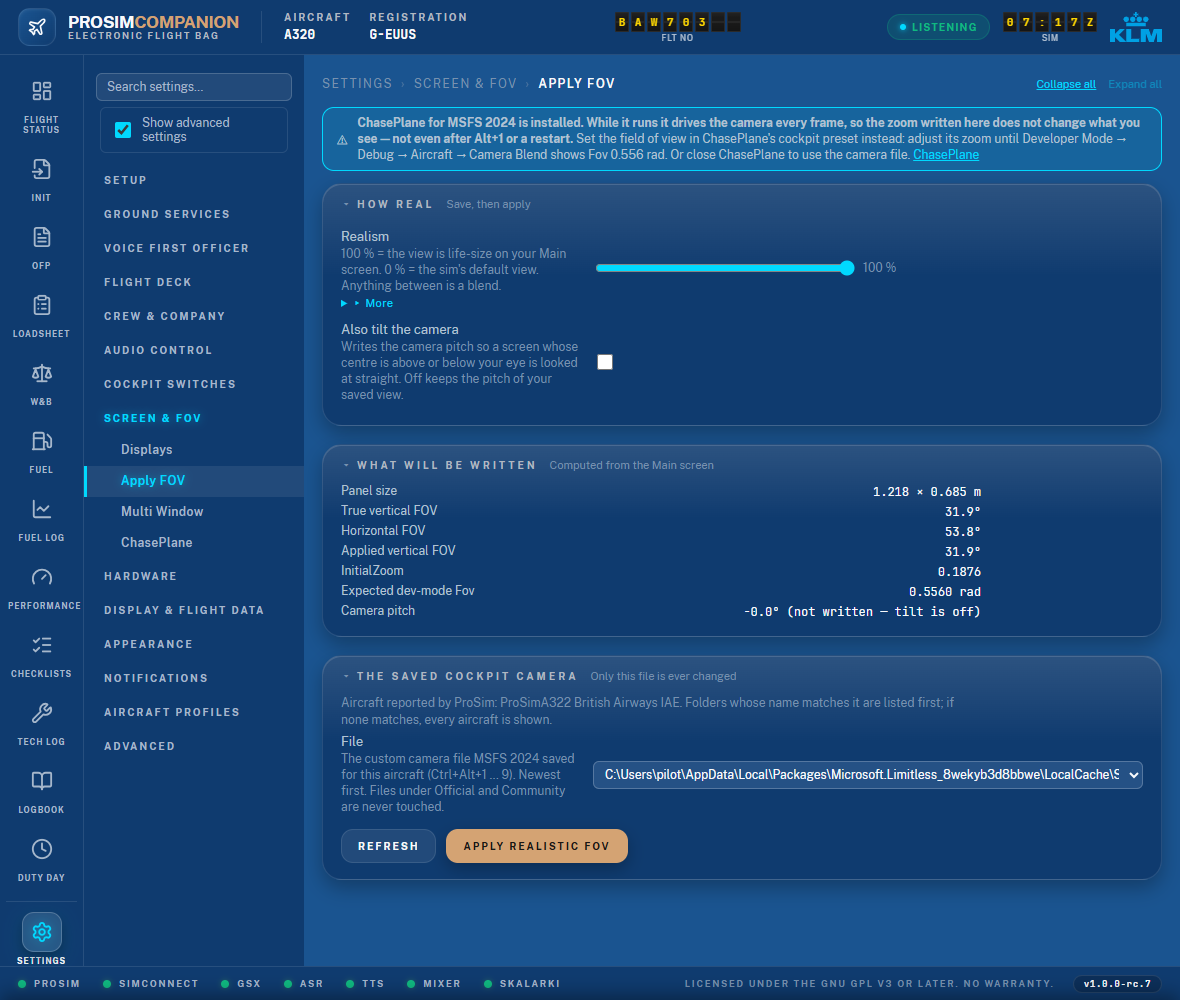 PROSIMCOMPANION
ELECTRONIC FLIGHT BAG
AIRCRAFT
A320
REGISTRATION
G-EUUS
BAW703
FLT NO
LISTENING
07:17Z
SIM
KLM
FLIGHT STATUS
INIT
OFP
LOADSHEET
W&B
FUEL
FUEL LOG
PERFORMANCE
CHECKLISTS
TECH LOG
LOGBOOK
DUTY DAY
SETTINGS
Search settings...
Show advanced
settings
SETUP
GROUND SERVICES
VOICE FIRST OFFICER
FLIGHT DECK
CREW & COMPANY
AUDIO CONTROL
COCKPIT SWITCHES
SCREEN & FOV
Displays
Apply FOV
Multi Window
ChasePlane
HARDWARE
DISPLAY & FLIGHT DATA
APPEARANCE
NOTIFICATIONS
AIRCRAFT PROFILES
ADVANCED
SETTINGS › SCREEN & FOV › APPLY FOV
Collapse all
Expand all
⚠ ChasePlane for MSFS 2024 is installed. While it runs it drives the camera every frame, so the zoom written here does not change what you
see — not even after Alt+1 or a restart. Set the field of view in ChasePlane's cockpit preset instead: adjust its zoom until Developer Mode →
Debug → Aircraft → Camera Blend shows Fov 0.556 rad. Or close ChasePlane to use the camera file. ChasePlane
HOW REAL Save, then apply
Realism
100 % = the view is life-size on your Main
screen. 0 % = the sim's default view.
Anything between is a blend.
▶ ▸ More
100 %
Also tilt the camera
Writes the camera pitch so a screen whose
centre is above or below your eye is looked
at straight. Off keeps the pitch of your
saved view.
WHAT WILL BE WRITTEN Computed from the Main screen
Panel size 1.218 × 0.685 m
True vertical FOV 31.9°
Horizontal FOV 53.8°
Applied vertical FOV 31.9°
InitialZoom 0.1876
Expected dev-mode Fov 0.5560 rad
Camera pitch -0.0° (not written — tilt is off)
THE SAVED COCKPIT CAMERA Only this file is ever changed
Aircraft reported by ProSim: ProSimA322 British Airways IAE. Folders whose name matches it are listed first; if
none matches, every aircraft is shown.
File
The custom camera file MSFS 2024 saved
for this aircraft (Ctrl+Alt+1 … 9). Newest
first. Files under Official and Community
are never touched.
C:\Users\pilot\AppData\Local\Packages\Microsoft.Limitless_8wekyb3d8bbwe\LocalCache\S
REFRESH
APPLY REALISTIC FOV
PROSIM
SIMCONNECT
GSX
ASR
TTS
MIXER
SKALARKI
LICENSED UNDER THE GNU GPL V3 OR LATER. NO WARRANTY.
v1.0.0-rc.7